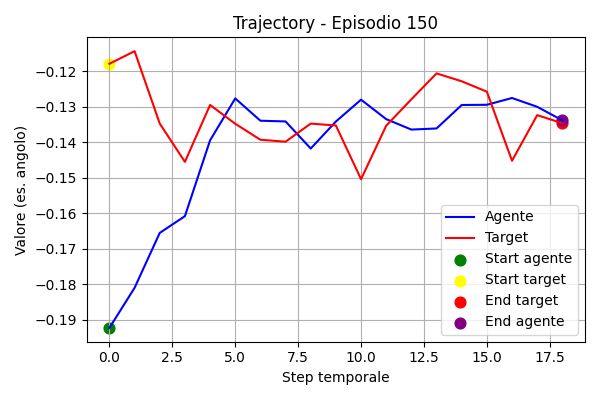 Trajectory - Episodio 150
Valore (es. angolo)
−0.12
−0.13
−0.14
−0.15
−0.16
−0.17
−0.18
−0.19
Agente
Target
Start agente
Start target
End target
End agente
0.0 2.5 5.0 7.5 10.0 12.5 15.0 17.5
Step temporale